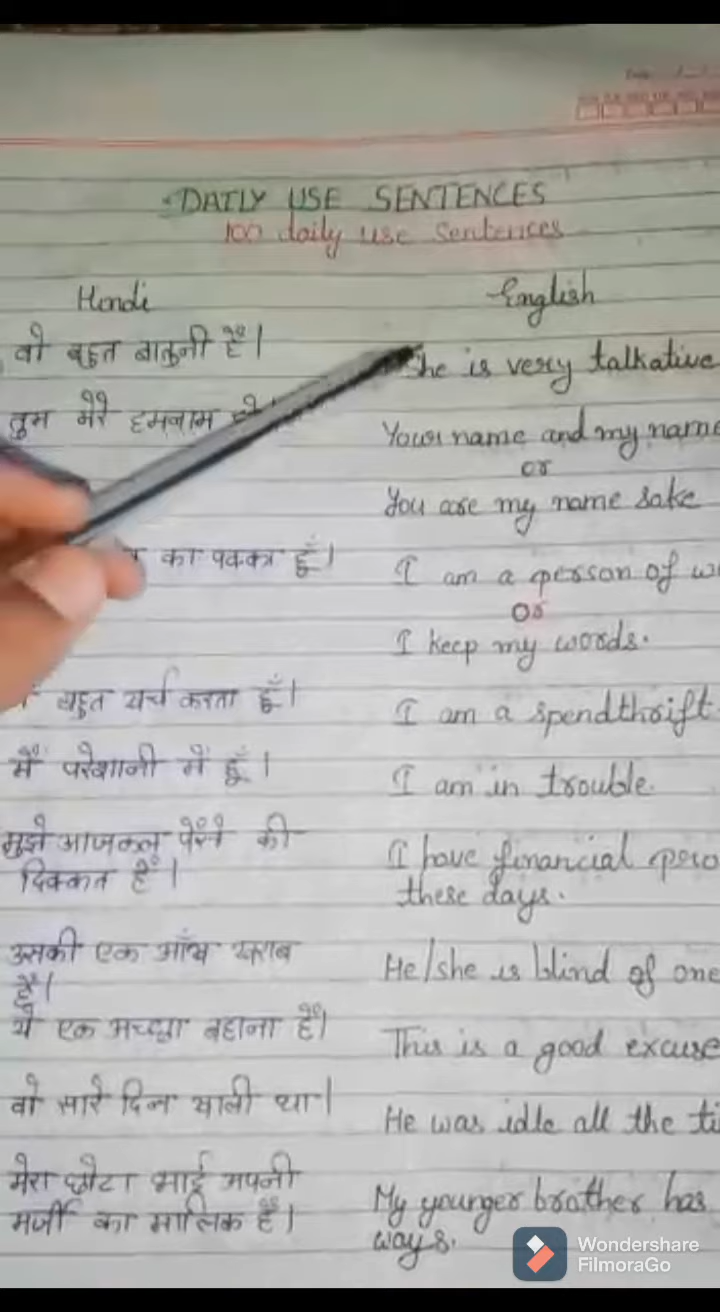 DAILY USE SENTENCES
100 daily use Sentences
Hindi English
वो बहुत बातुनी हैं। She is very talkative
तुम मेरे हमनाम Your name and my name
or
You are my name sake
का पक्का हूँ। I am a person of
or
I keep my words.
बहुत खर्च करता हूँ। I am a spendthrift.
मैं परेशानी में हूँ। I am in trouble.
मुझे आजकल पैसे की
दिक्कत हैं। I have financial
these days.
उसकी एक आँख खराब
हैं। He/she is blind of one
ये एक अच्छा बहाना हैं। This is a good excuse
वो सारे दिन खाली था। He was idle all the
मेरा छोटा भाई अपनी
मर्जी का मालिक हैं। My younger brother has
ways.
Wondershare
FilmoraGo